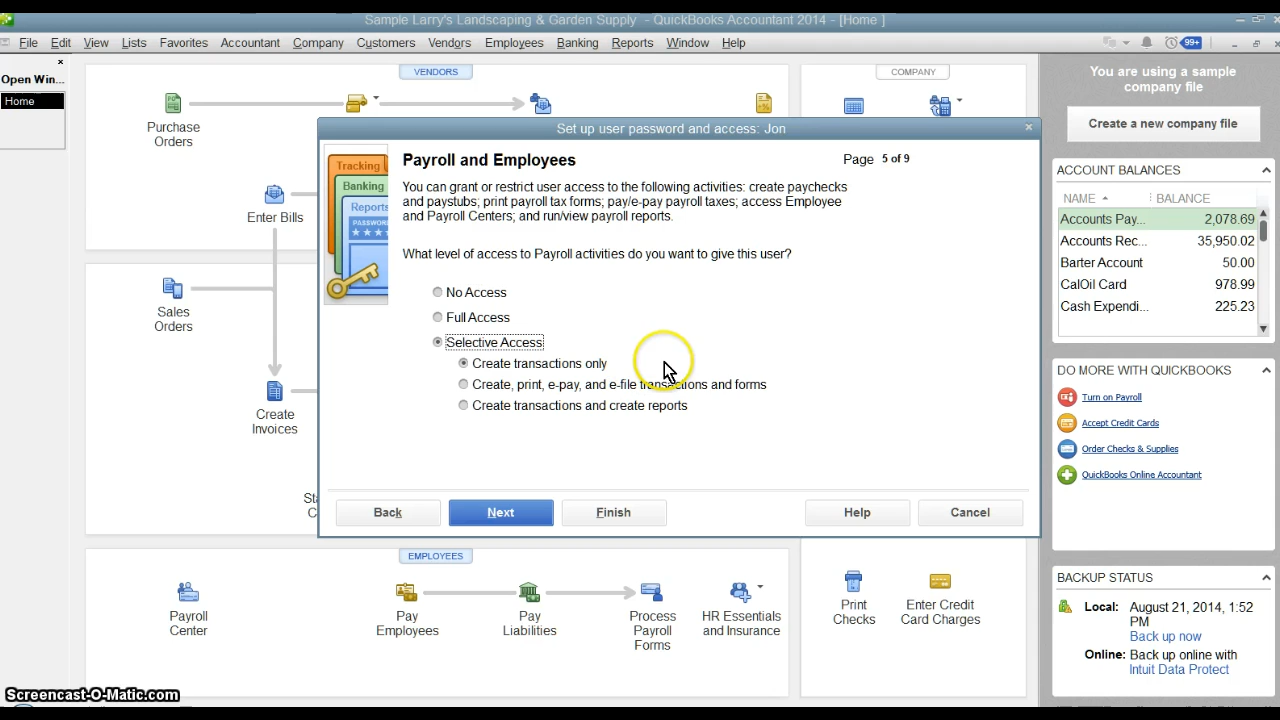 Sample Larry's Landscaping & Garden Supply - QuickBooks Accountant 2014 - [Home ]
File Edit View Lists Favorites Accountant Company Customers Vendors Employees Banking Reports Window Help
99+
Open Win...
Home
VENDORS
COMPANY
Purchase
Orders
Enter Bills
Sales
Orders
Create
Invoices
Set up user password and access: Jon
Tracking
Banking
Reports
PASSWO
Payroll and Employees
Page 5 of 9
You can grant or restrict user access to the following activities: create paychecks
and paystubs; print payroll tax forms; pay/e-pay payroll taxes; access Employee
and Payroll Centers; and run/view payroll reports.
What level of access to Payroll activities do you want to give this user?
No Access
Full Access
Selective Access
Create transactions only
Create, print, e-pay, and e-file transactions and forms
Create transactions and create reports
Back
Next
Finish
Help
Cancel
Sta
C
EMPLOYEES
Payroll
Center
Pay
Employees
Pay
Liabilities
Process
Payroll
Forms
HR Essentials
and Insurance
Print
Checks
Enter Credit
Card Charges
You are using a sample
company file
Create a new company file
ACCOUNT BALANCES
NAME BALANCE
Accounts Pay... 2,078.69
Accounts Rec... 35,950.02
Barter Account 50.00
CalOil Card 978.99
Cash Expendi... 225.23
DO MORE WITH QUICKBOOKS
Turn on Payroll
Accept Credit Cards
Order Checks & Supplies
QuickBooks Online Accountant
BACKUP STATUS
Local: August 21, 2014, 1:52
PM
Back up now
Online: Back up online with
Intuit Data Protect
Screencast-O-Matic.com